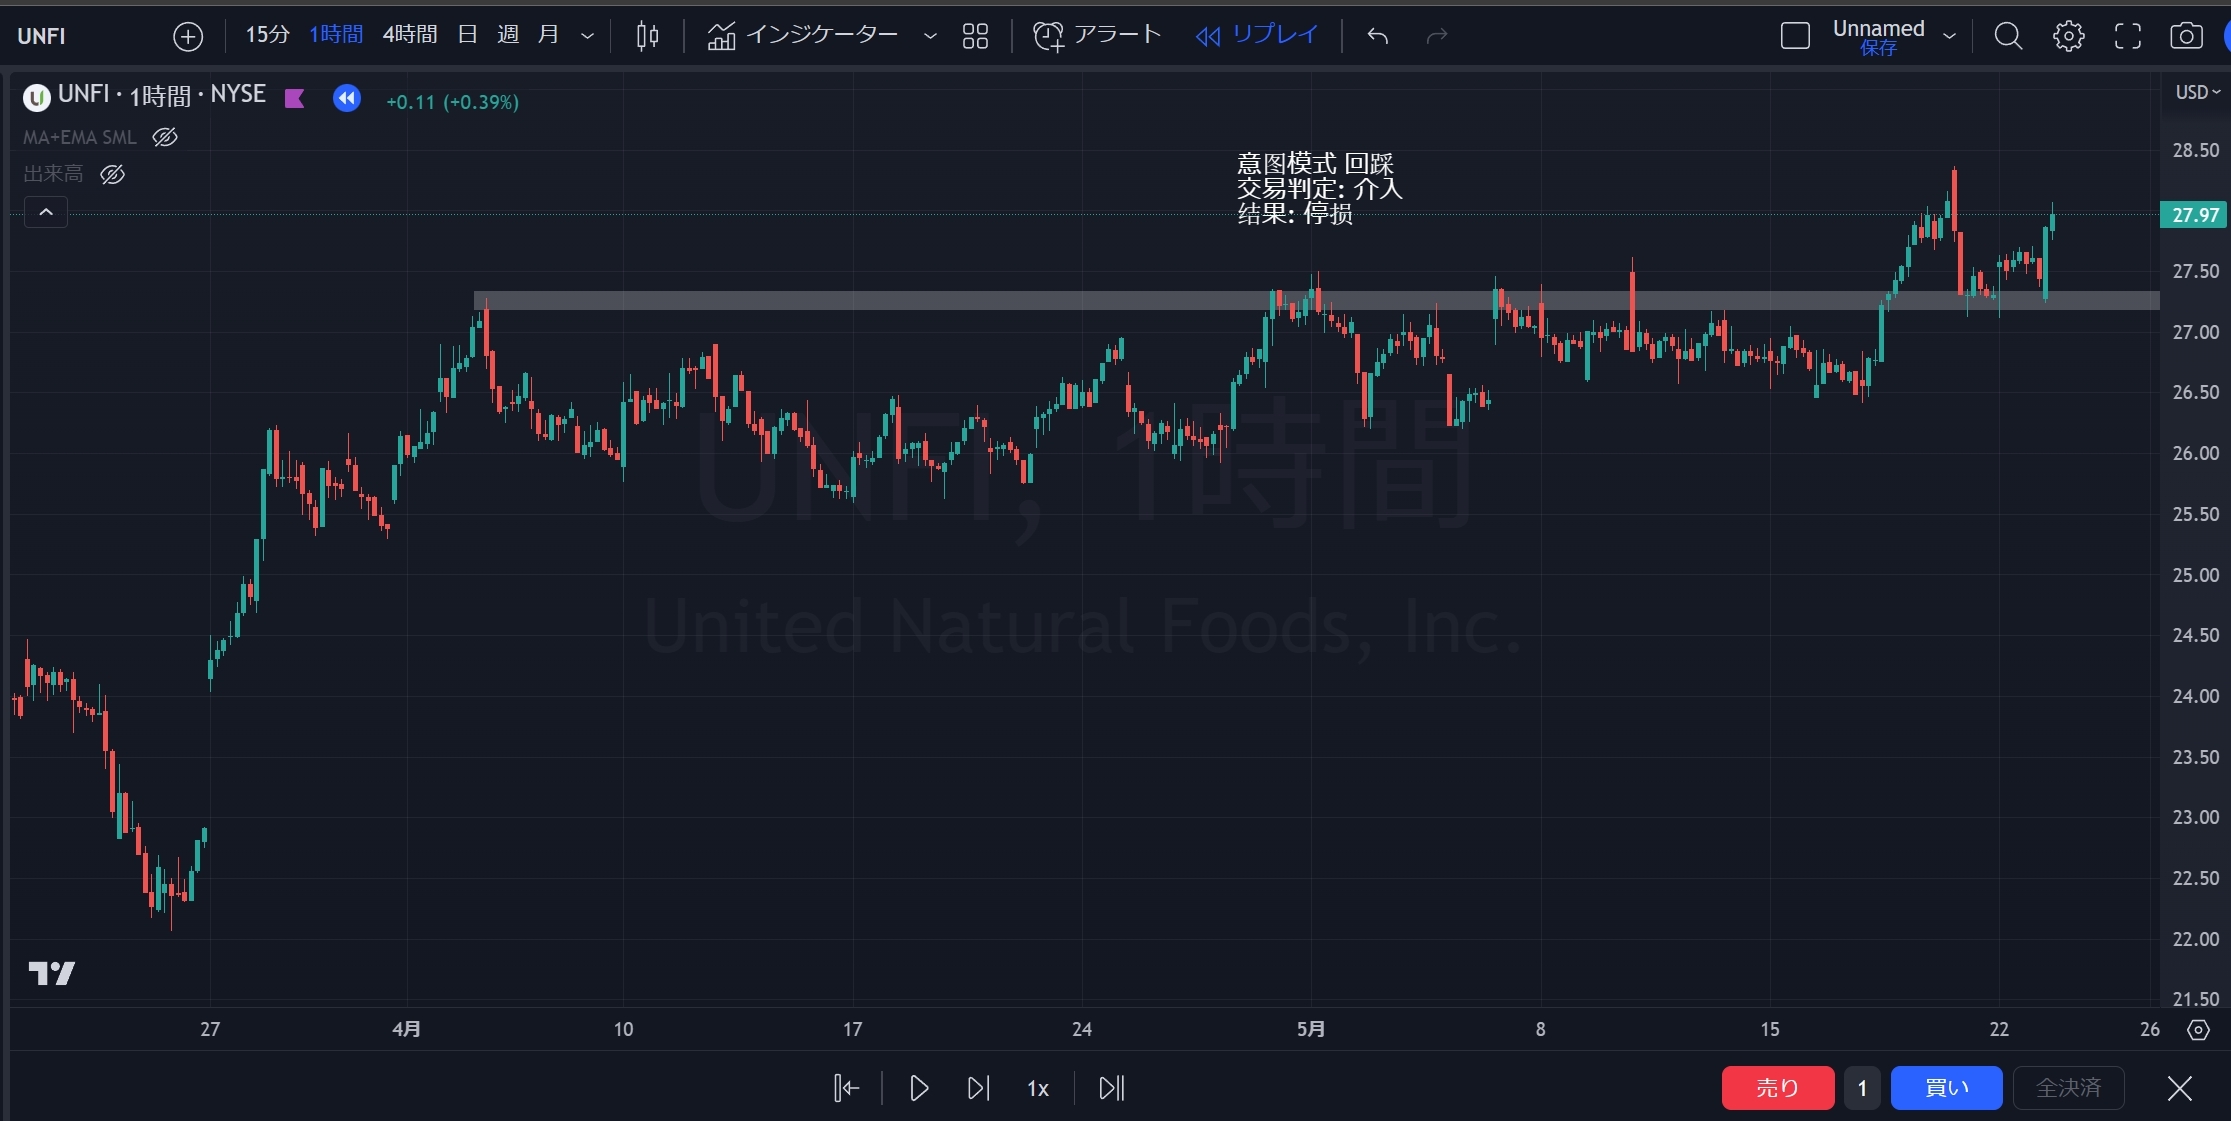 UNFI
15分 1時間 4時間 日 週 月
インジケーター
アラート
リプレイ
Unnamed
保存
UNFI · 1時間 · NYSE
+0.11 (+0.39%)
USD
MA+EMA SML
出来高
意图模式 回踩
交易判定: 介入
结果: 停损
28.50
27.97
27.50
27.00
26.50
26.00
25.50
25.00
24.50
24.00
23.50
23.00
22.50
22.00
21.50
UNFI, 1時間
United Natural Foods, Inc.
27 4月 10 17 24 5月 8 15 22 26
1x
売り 1 買い 全決済